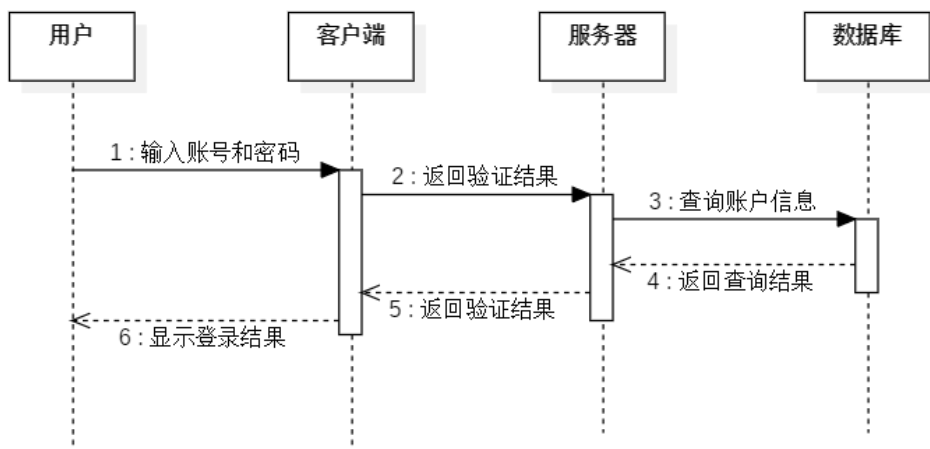 用户
客户端
服务器
数据库
1 : 输入账号和密码
2 : 返回验证结果
3 : 查询账户信息
4 : 返回查询结果
5 : 返回验证结果
6 : 显示登录结果